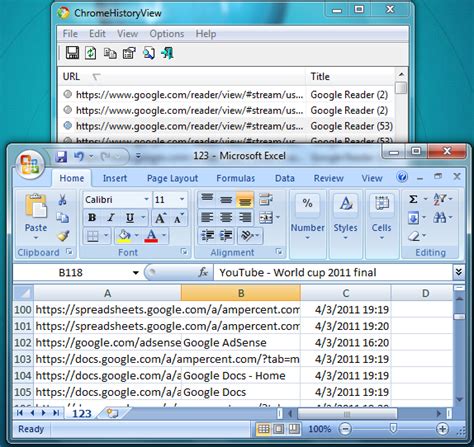 ChromeHistoryView
File Edit View Options Help
URL Title
https://www.google.com/reader/view/#stream/us... Google Reader (2)
https://www.google.com/reader/view/#stream/us... Google Reader (2)
https://www.google.com/reader/view/#stream/us... Google Reader (53)
https://www.google.com/reader/view/#stream/us... Google Reader (53)
123 - Microsoft Excel
Home Insert Page Layout Formulas Data Review View
Paste
Calibri 11
General
Styles
Cells
Clipboard Font Alignment Number Editing
B118 fx YouTube - World cup 2011 final
A B C D
100 https://spreadsheets.google.com/a/ampercent.com 4/3/2011 19:19
101 https://spreadsheets.google.com/a/ampercent.com 4/3/2011 19:19
102 https://google.com/adsense Google AdSense 4/3/2011 16:20
103 https://docs.google.com/a/ampercent.com/?tab=m 4/3/2011 19:19
104 https://docs.google.com/a Google Docs - Home 4/3/2011 19:19
105 https://docs.google.com/a Google Docs 4/3/2011 19:19
123
Ready 100%